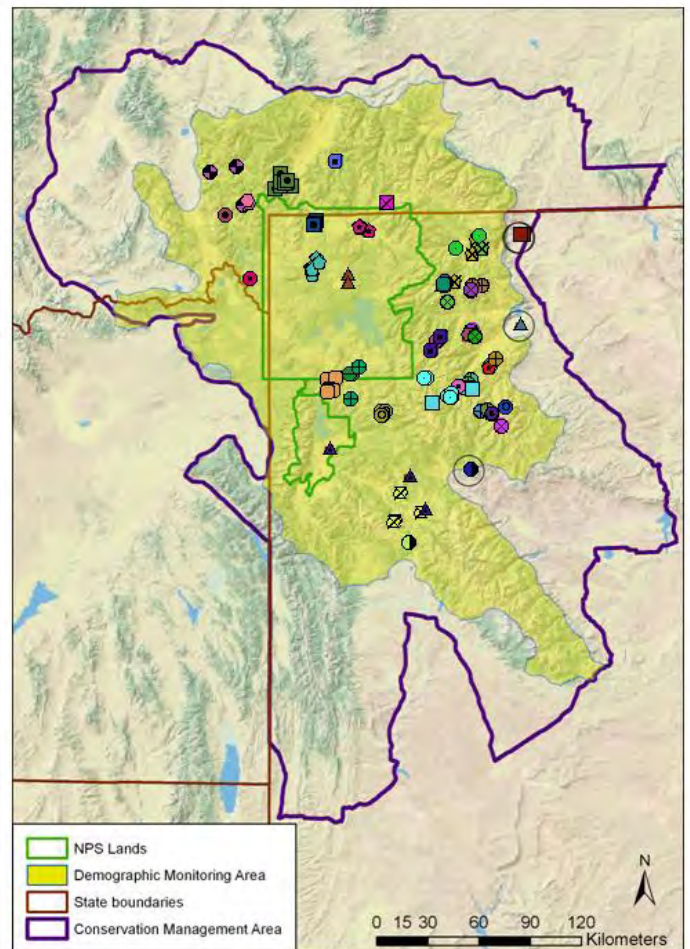 NPS Lands
Demographic Monitoring Area
State boundaries
Conservation Management Area
N
0 15 30 60 90 120
Kilometers